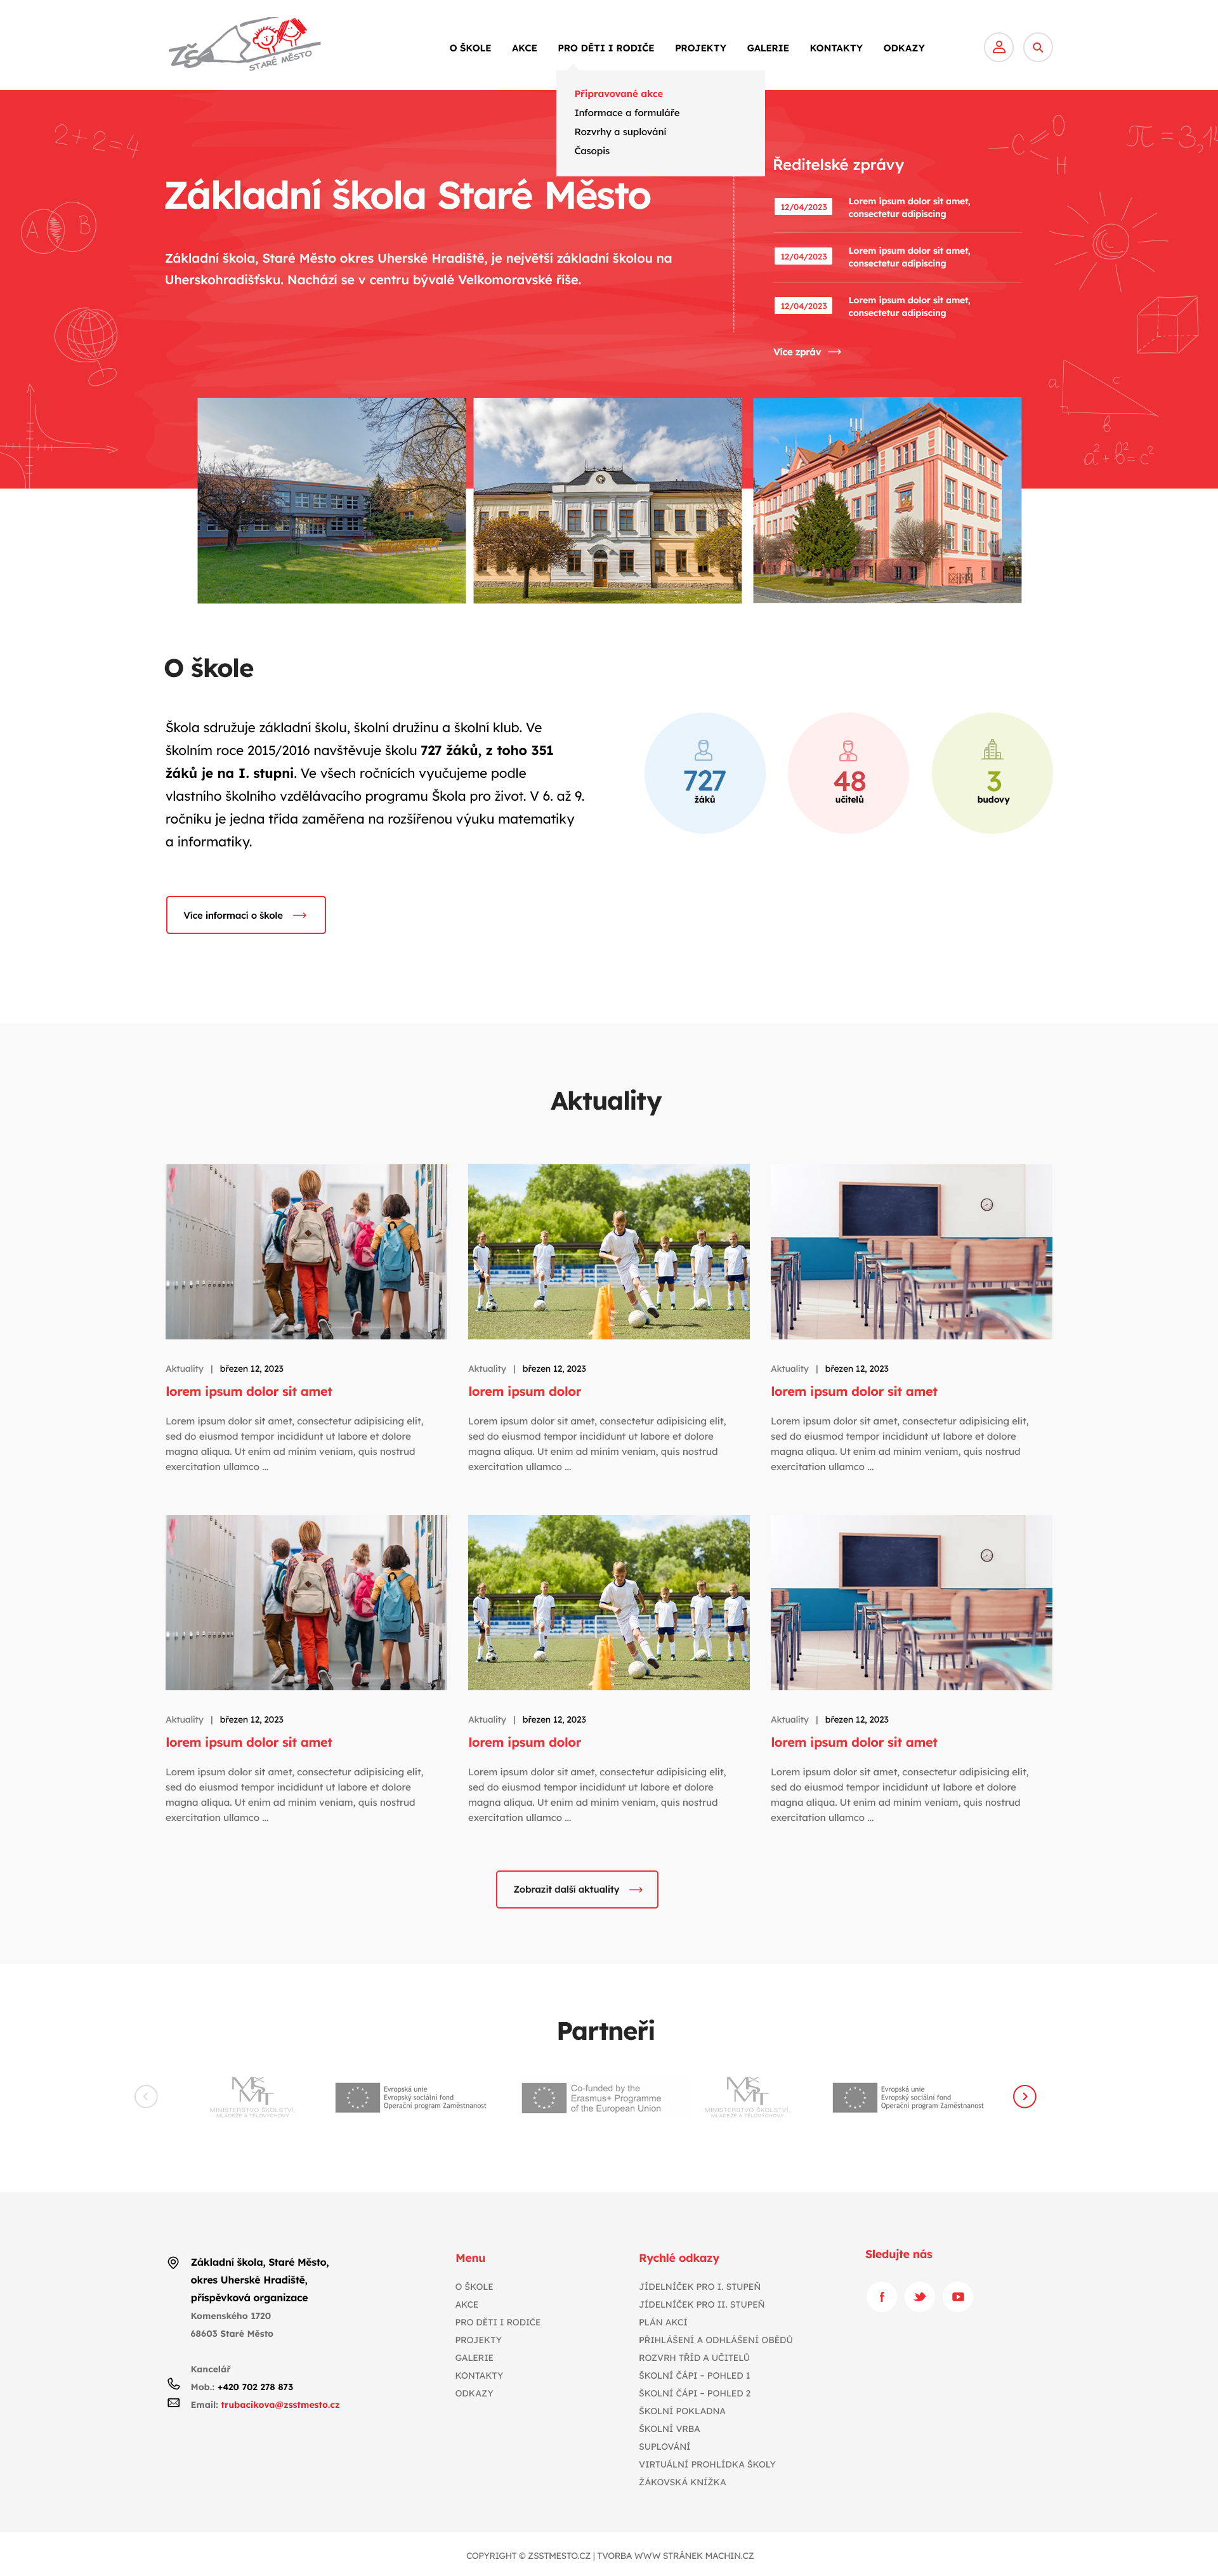 ZŠ
STARÉ MĚSTO
O ŠKOLE
AKCE
PRO DĚTI I RODIČE
PROJEKTY
GALERIE
KONTAKTY
ODKAZY
Připravované akce
Informace a formuláře
Rozvrhy a suplování
Časopis
2+2=4
A B
Základní škola Staré Město
Základní škola, Staré Město okres Uherské Hradiště, je největší základní školou na
Uherskohradišťsku. Nachází se v centru bývalé Velkomoravské říše.
Ředitelské zprávy
12/04/2023
Lorem ipsum dolor sit amet,
consectetur adipiscing
12/04/2023
Lorem ipsum dolor sit amet,
consectetur adipiscing
12/04/2023
Lorem ipsum dolor sit amet,
consectetur adipiscing
Více zpráv
C O H
π=3,14
a c
b
a²+b²=c²
O škole
Škola sdružuje základní školu, školní družinu a školní klub. Ve
školním roce 2015/2016 navštěvuje školu 727 žáků, z toho 351
žáků je na I. stupni. Ve všech ročnících vyučujeme podle
vlastního školního vzdělávacího programu Škola pro život. V 6. až 9.
ročníku je jedna třída zaměřena na rozšířenou výuku matematiky
a informatiky.
727
žáků
48
učitelů
3
budovy
Více informací o škole
Aktuality
Aktuality | březen 12, 2023
lorem ipsum dolor sit amet
Lorem ipsum dolor sit amet, consectetur adipisicing elit,
sed do eiusmod tempor incididunt ut labore et dolore
magna aliqua. Ut enim ad minim veniam, quis nostrud
exercitation ullamco ...
Aktuality | březen 12, 2023
lorem ipsum dolor
Lorem ipsum dolor sit amet, consectetur adipisicing elit,
sed do eiusmod tempor incididunt ut labore et dolore
magna aliqua. Ut enim ad minim veniam, quis nostrud
exercitation ullamco ...
Aktuality | březen 12, 2023
lorem ipsum dolor sit amet
Lorem ipsum dolor sit amet, consectetur adipisicing elit,
sed do eiusmod tempor incididunt ut labore et dolore
magna aliqua. Ut enim ad minim veniam, quis nostrud
exercitation ullamco ...
Aktuality | březen 12, 2023
lorem ipsum dolor sit amet
Lorem ipsum dolor sit amet, consectetur adipisicing elit,
sed do eiusmod tempor incididunt ut labore et dolore
magna aliqua. Ut enim ad minim veniam, quis nostrud
exercitation ullamco ...
Aktuality | březen 12, 2023
lorem ipsum dolor
Lorem ipsum dolor sit amet, consectetur adipisicing elit,
sed do eiusmod tempor incididunt ut labore et dolore
magna aliqua. Ut enim ad minim veniam, quis nostrud
exercitation ullamco ...
Aktuality | březen 12, 2023
lorem ipsum dolor sit amet
Lorem ipsum dolor sit amet, consectetur adipisicing elit,
sed do eiusmod tempor incididunt ut labore et dolore
magna aliqua. Ut enim ad minim veniam, quis nostrud
exercitation ullamco ...
Zobrazit další aktuality
Partneři
MŠMT
MINISTERSTVO ŠKOLSTVÍ,
MLÁDEŽE A TĚLOVÝCHOVY
Evropská unie
Evropský sociální fond
Operační program Zaměstnanost
Co-funded by the
Erasmus+ Programme
of the European Union
MŠMT
MINISTERSTVO ŠKOLSTVÍ,
MLÁDEŽE A TĚLOVÝCHOVY
Evropská unie
Evropský sociální fond
Operační program Zaměstnanost
Základní škola, Staré Město,
okres Uherské Hradiště,
příspěvková organizace
Komenského 1720
68603 Staré Město
Kancelář
Mob.: +420 702 278 873
Email: trubacikova@zsstmesto.cz
Menu
O ŠKOLE
AKCE
PRO DĚTI I RODIČE
PROJEKTY
GALERIE
KONTAKTY
ODKAZY
Rychlé odkazy
JÍDELNÍČEK PRO I. STUPEŇ
JÍDELNÍČEK PRO II. STUPEŇ
PLÁN AKCÍ
PŘIHLÁŠENÍ A ODHLÁŠENÍ OBĚDŮ
ROZVRH TŘÍD A UČITELŮ
ŠKOLNÍ ČÁPI – POHLED 1
ŠKOLNÍ ČÁPI – POHLED 2
ŠKOLNÍ POKLADNA
ŠKOLNÍ VRBA
SUPLOVÁNÍ
VIRTUÁLNÍ PROHLÍDKA ŠKOLY
ŽÁKOVSKÁ KNÍŽKA
Sledujte nás
COPYRIGHT © ZSSTMESTO.CZ | TVORBA WWW STRÁNEK MACHIN.CZ